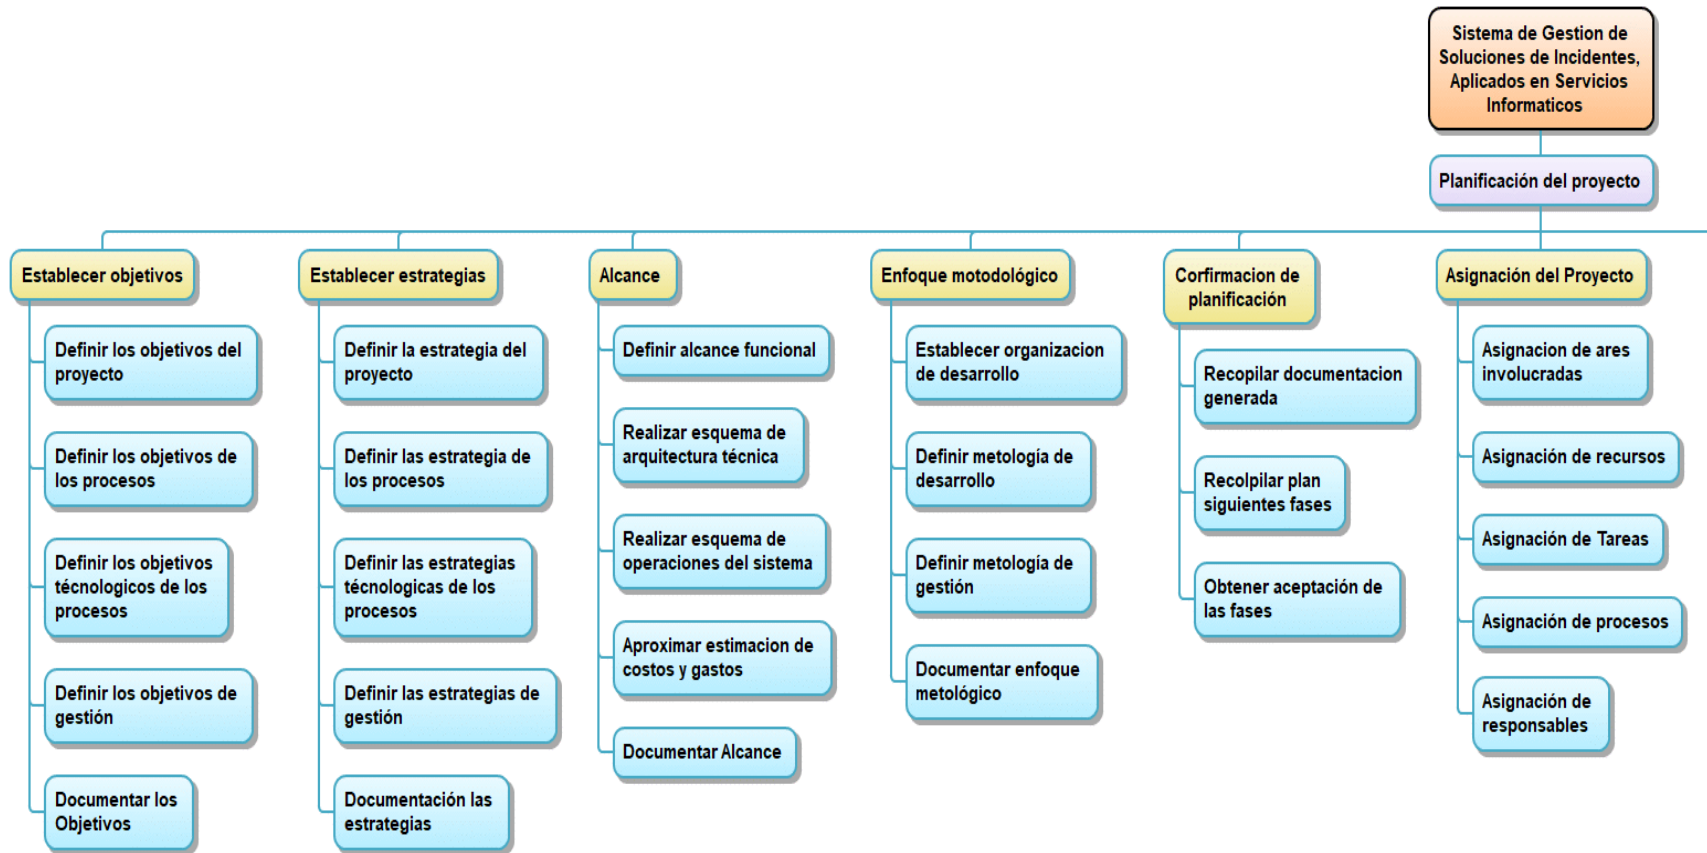 Sistema de Gestion de
Soluciones de Incidentes,
Aplicados en Servicios
Informaticos
Planificación del proyecto
Establecer objetivos
Definir los objetivos del
proyecto
Definir los objetivos de
los procesos
Definir los objetivos
técnologicos de los
procesos
Definir los objetivos de
gestión
Documentar los
Objetivos
Establecer estrategias
Definir la estrategia del
proyecto
Definir las estrategia de
los procesos
Definir las estrategias
técnologicas de los
procesos
Definir las estrategias de
gestión
Documentación las
estrategias
Alcance
Definir alcance funcional
Realizar esquema de
arquitectura técnica
Realizar esquema de
operaciones del sistema
Aproximar estimacion de
costos y gastos
Documentar Alcance
Enfoque motodológico
Establecer organizacion
de desarrollo
Definir metología de
desarrollo
Definir metología de
gestión
Documentar enfoque
metológico
Corfirmacion de
planificación
Recopilar documentacion
generada
Recolpilar plan
siguientes fases
Obtener aceptación de
las fases
Asignación del Proyecto
Asignacion de ares
involucradas
Asignación de recursos
Asignación de Tareas
Asignación de procesos
Asignación de
responsables